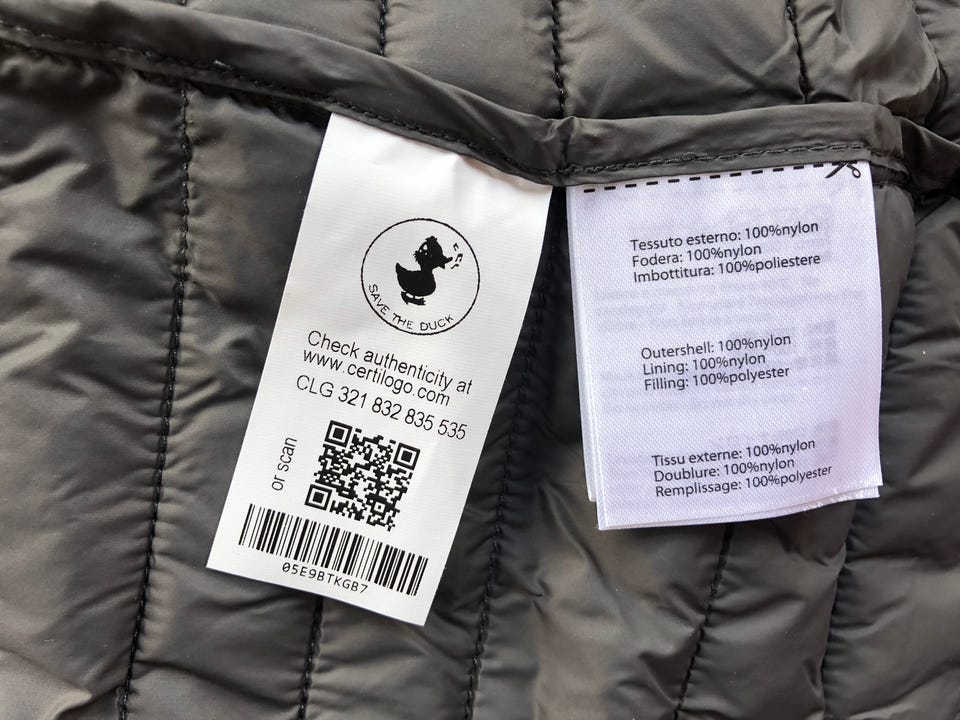 SAVE THE DUCK
Check authenticity at
www.certilogo.com
CLG 321 832 835 535
or scan
05E9BTKGB7
Tessuto esterno: 100%nylon
Fodera: 100%nylon
Imbottitura: 100%poliestere
Outershell: 100%nylon
Lining: 100%nylon
Filling: 100%polyester
Tissu externe: 100%nylon
Doublure: 100%nylon
Remplissage: 100%polyester